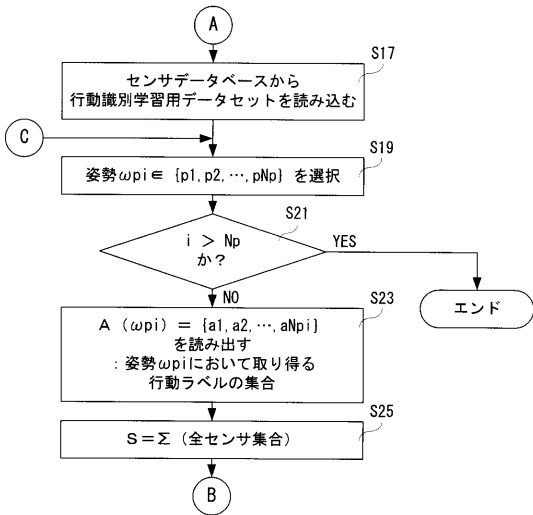 A
S17
センサデータベースから
行動識別学習用データセットを読み込む
C
S19
姿勢ωpi∈ {p1,p2,…,pNp} を選択
S21
i > Np
か?
YES
NO
エンド
S23
A (ωpi) = {a1,a2,…,aNpi}
を読み出す
:姿勢ωpiにおいて取り得る
行動ラベルの集合
S25
S=Σ (全センサ集合)
B